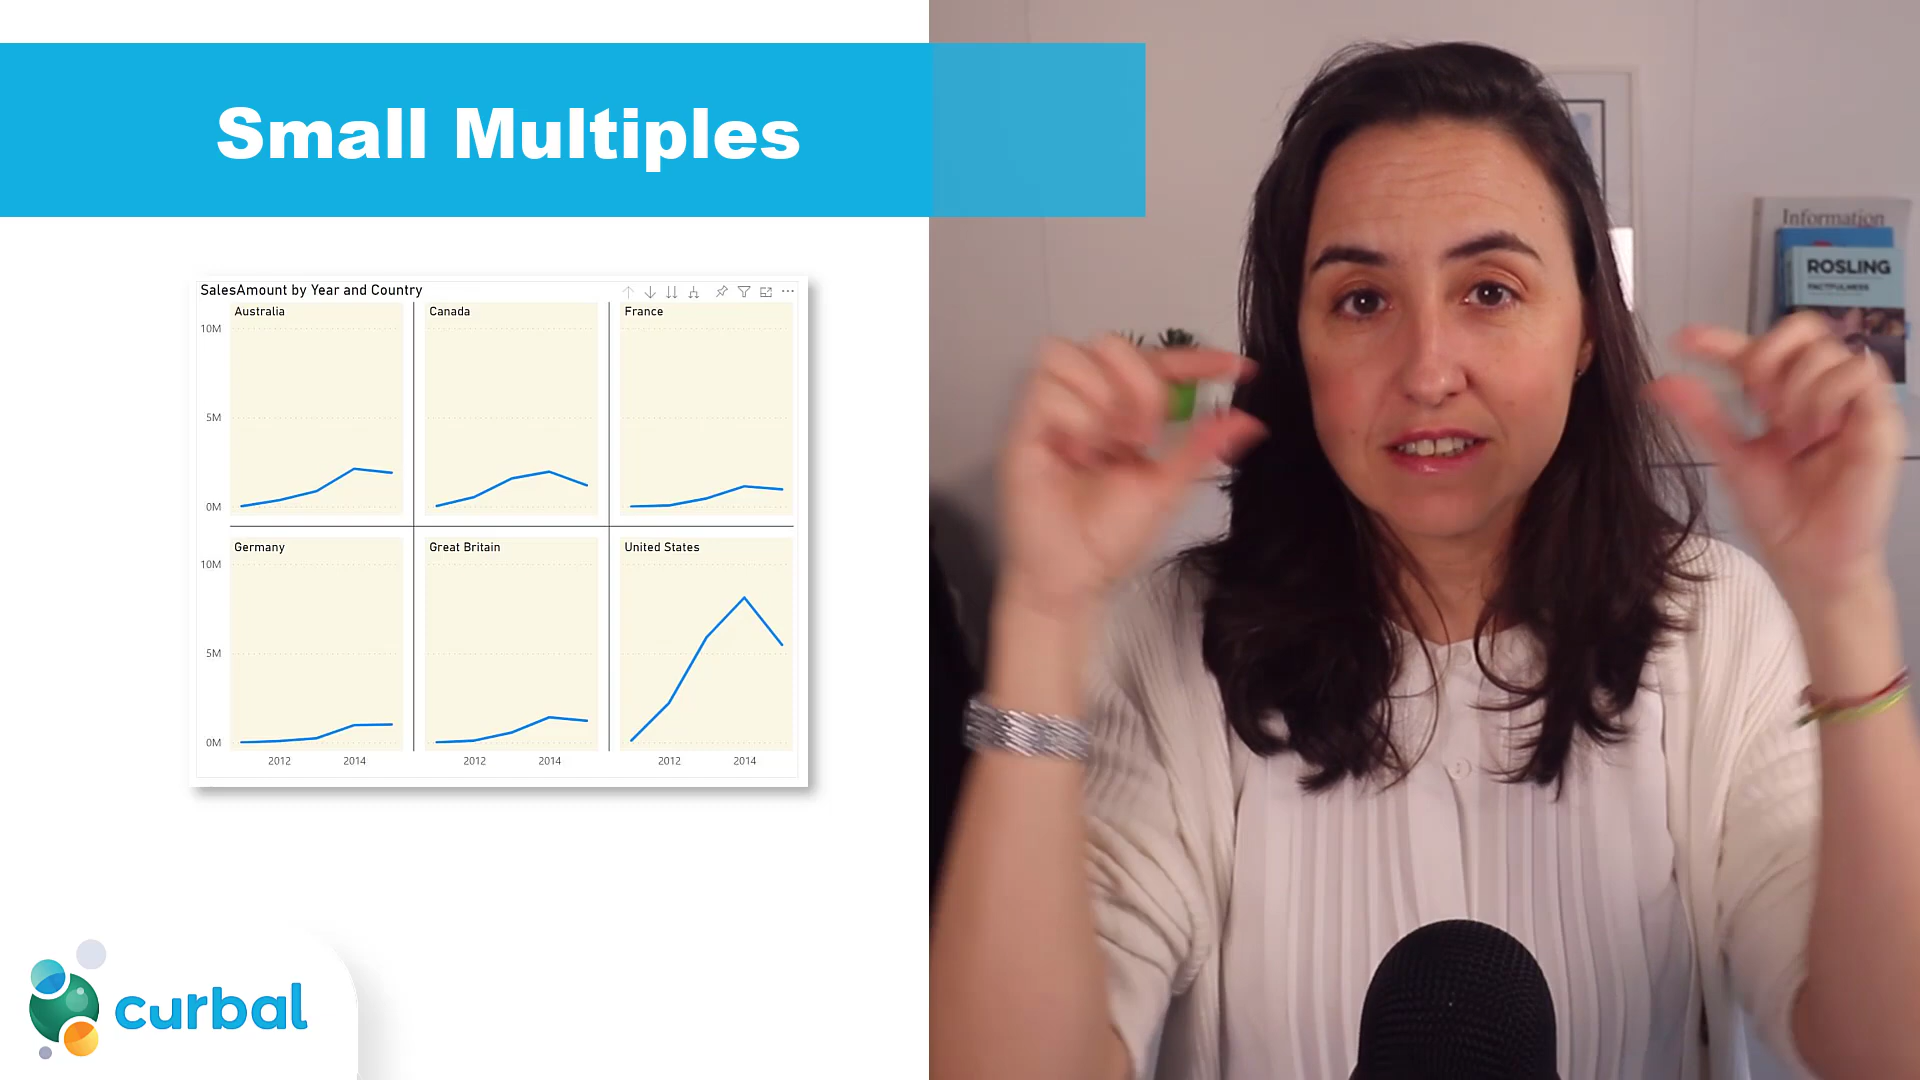 Small Multiples
SalesAmount by Year and Country
Australia
Canada
France
10M
5M
0M
Germany
Great Britain
United States
10M
5M
0M
2012
2014
2012
2014
2012
2014
curbal
Information
ROSLING
FACTFULNESS